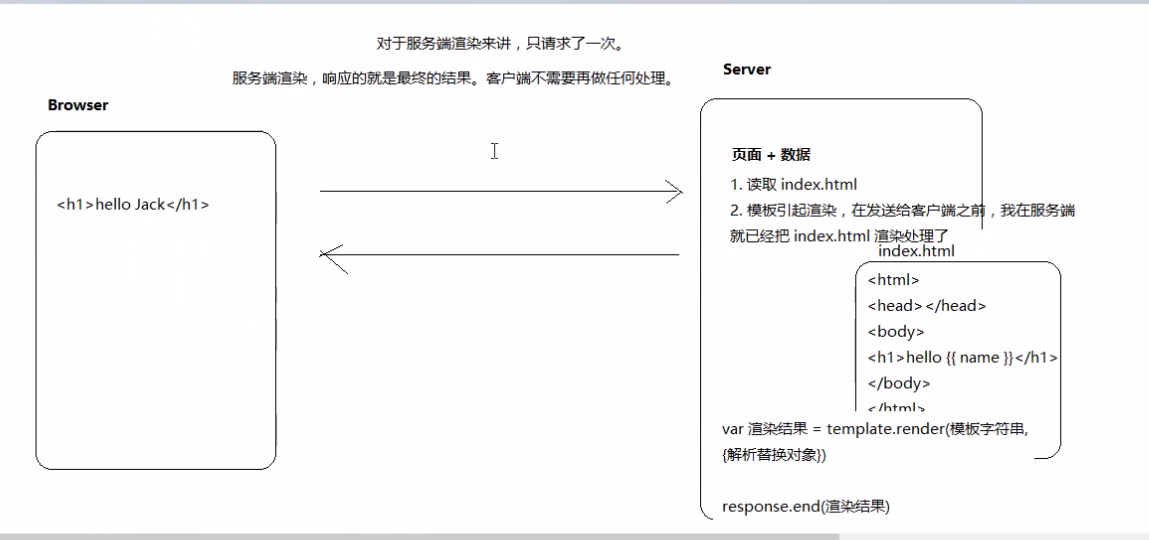 对于服务端渲染来讲，只请求了一次。
服务端渲染，响应的就是最终的结果。客户端不需要再做任何处理。
Browser
<h1>hello Jack</h1>
Server
页面 + 数据
1. 读取 index.html
2. 模板引起渲染，在发送给客户端之前，我在服务端
就已经把 index.html 渲染处理了
index.html
<html>
<head></head>
<body>
<h1>hello {{ name }}</h1>
</body>
</html>
var 渲染结果 = template.render(模板字符串,
{解析替换对象})
response.end(渲染结果)